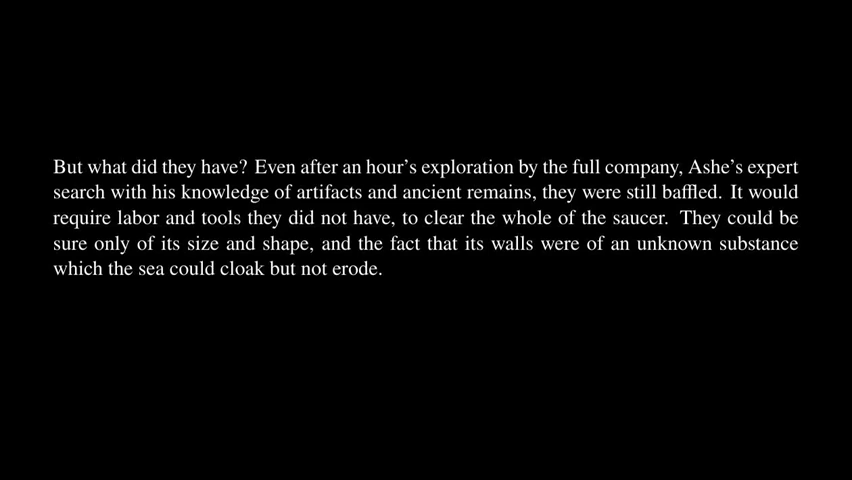 But what did they have? Even after an hour's exploration by the full company, Ashe's expert
search with his knowledge of artifacts and ancient remains, they were still baffled. It would
require labor and tools they did not have, to clear the whole of the saucer. They could be
sure only of its size and shape, and the fact that its walls were of an unknown substance
which the sea could cloak but not erode.